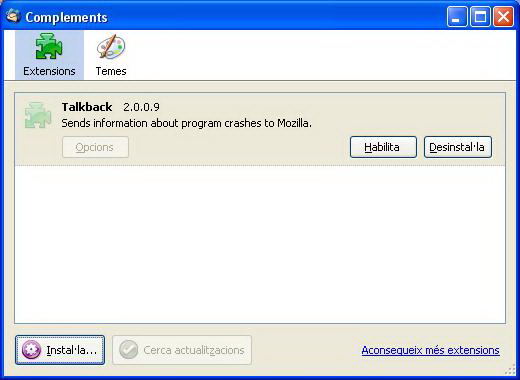 Complements
Extensions Temes
Talkback 2.0.0.9
Sends information about program crashes to Mozilla.
Opcions Habilita Desinstal·la
Instal·la... Cerca actualitzacions Aconsegueix més extensions